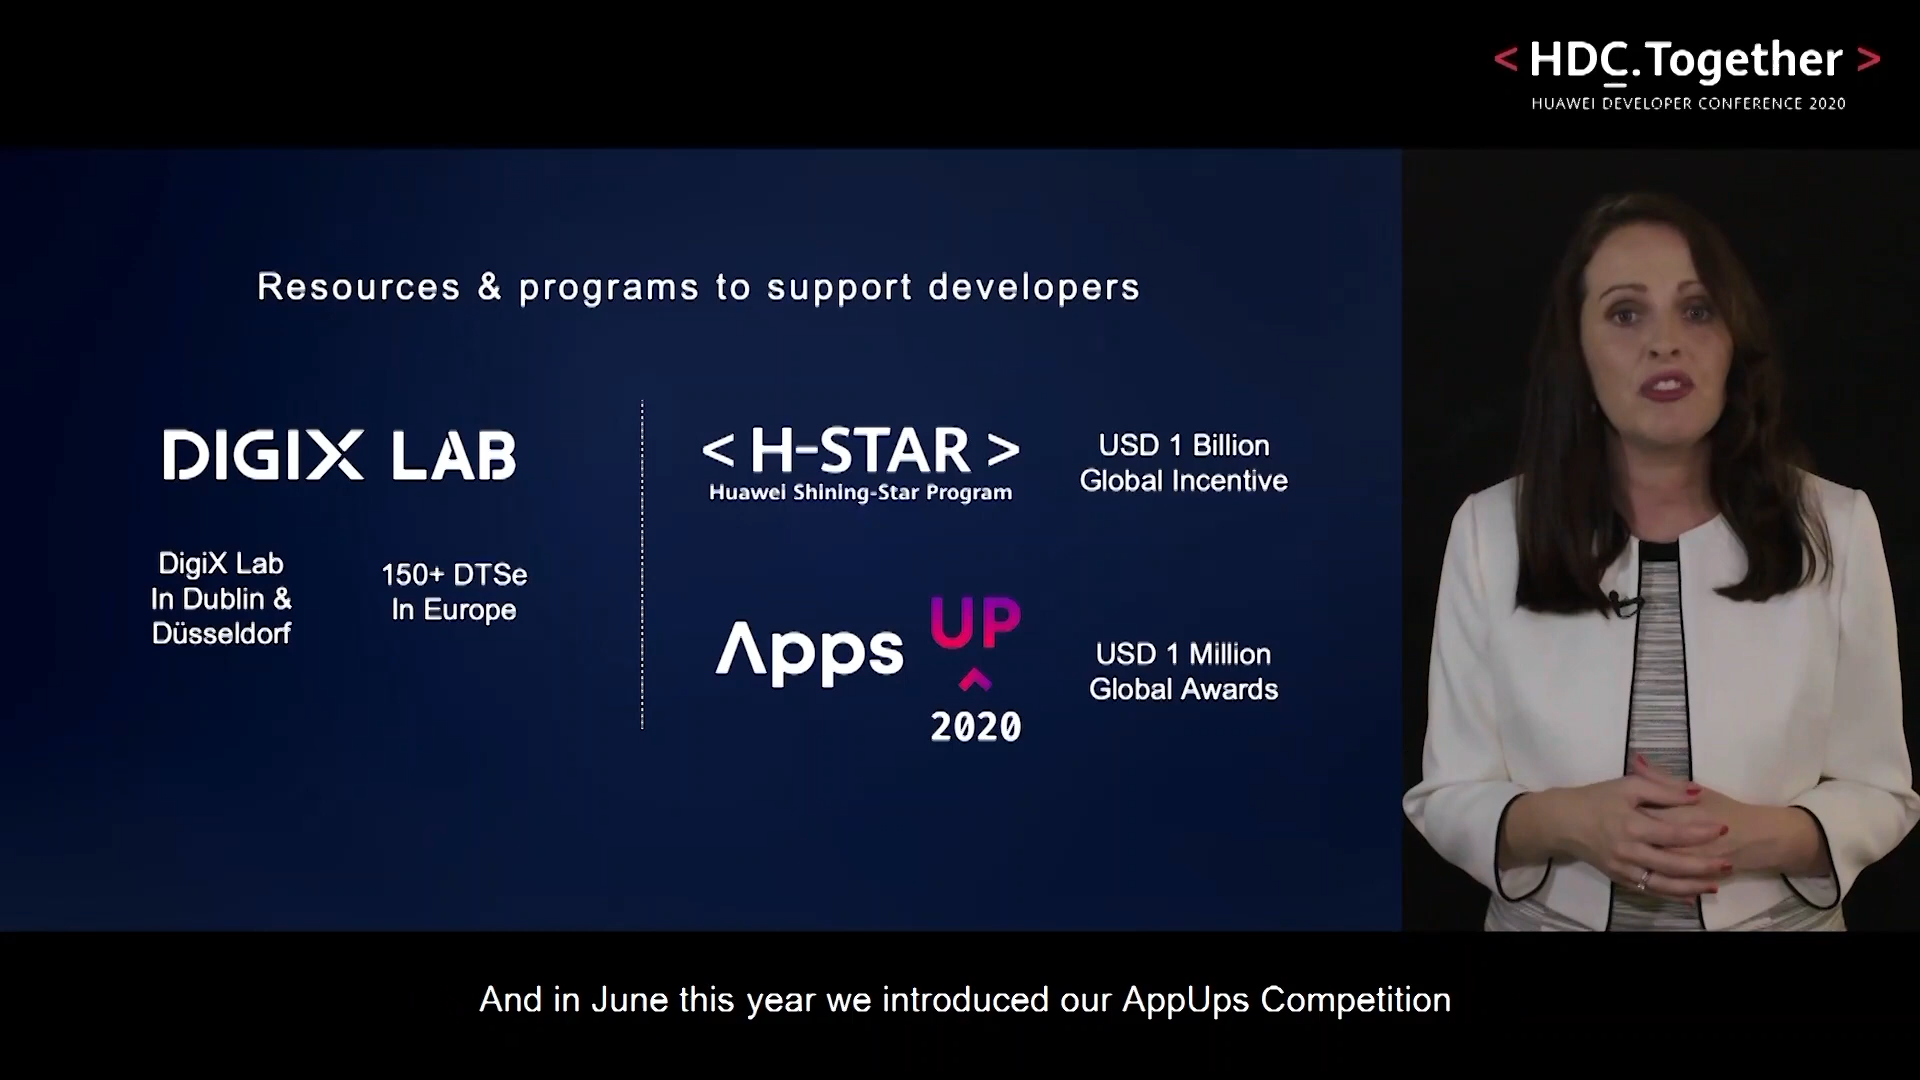 < HDC.Together >
HUAWEI DEVELOPER CONFERENCE 2020
Resources & programs to support developers
DIGIX LAB
DigiX Lab
In Dublin &
Düsseldorf
150+ DTSe
In Europe
< H-STAR >
Huawei Shining-Star Program
USD 1 Billion
Global Incentive
Apps UP
2020
USD 1 Million
Global Awards
And in June this year we introduced our AppUps Competition